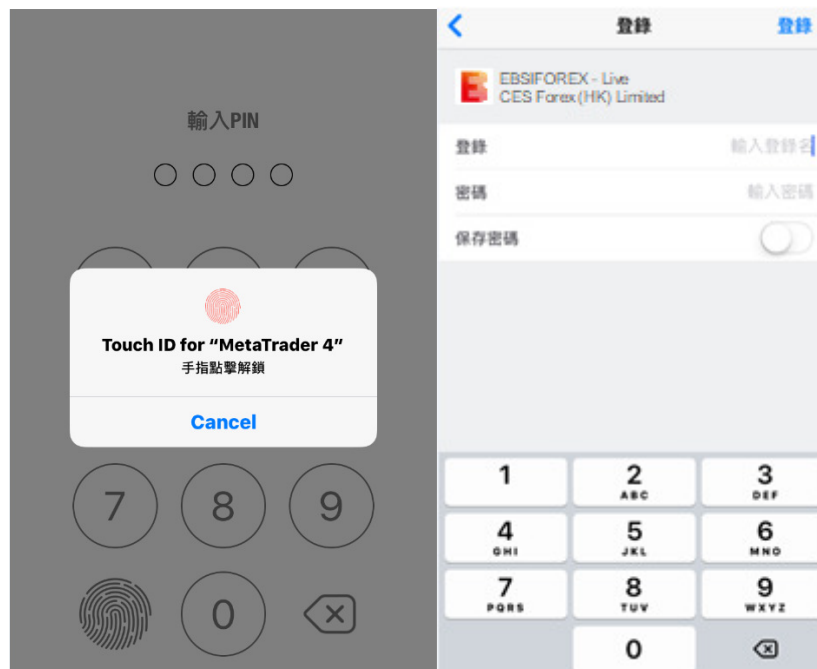 輸入PIN
Touch ID for “MetaTrader 4”
手指點擊解鎖
Cancel
7 8 9
0
登錄 登錄
EBSIFOREX - Live
CES Forex (HK) Limited
登錄 輸入登錄名
密碼 輸入密碼
保存密碼
1 2 3
ABC DEF
4 5 6
GHI JKL MNO
7 8 9
PQRS TUV WXYZ
0